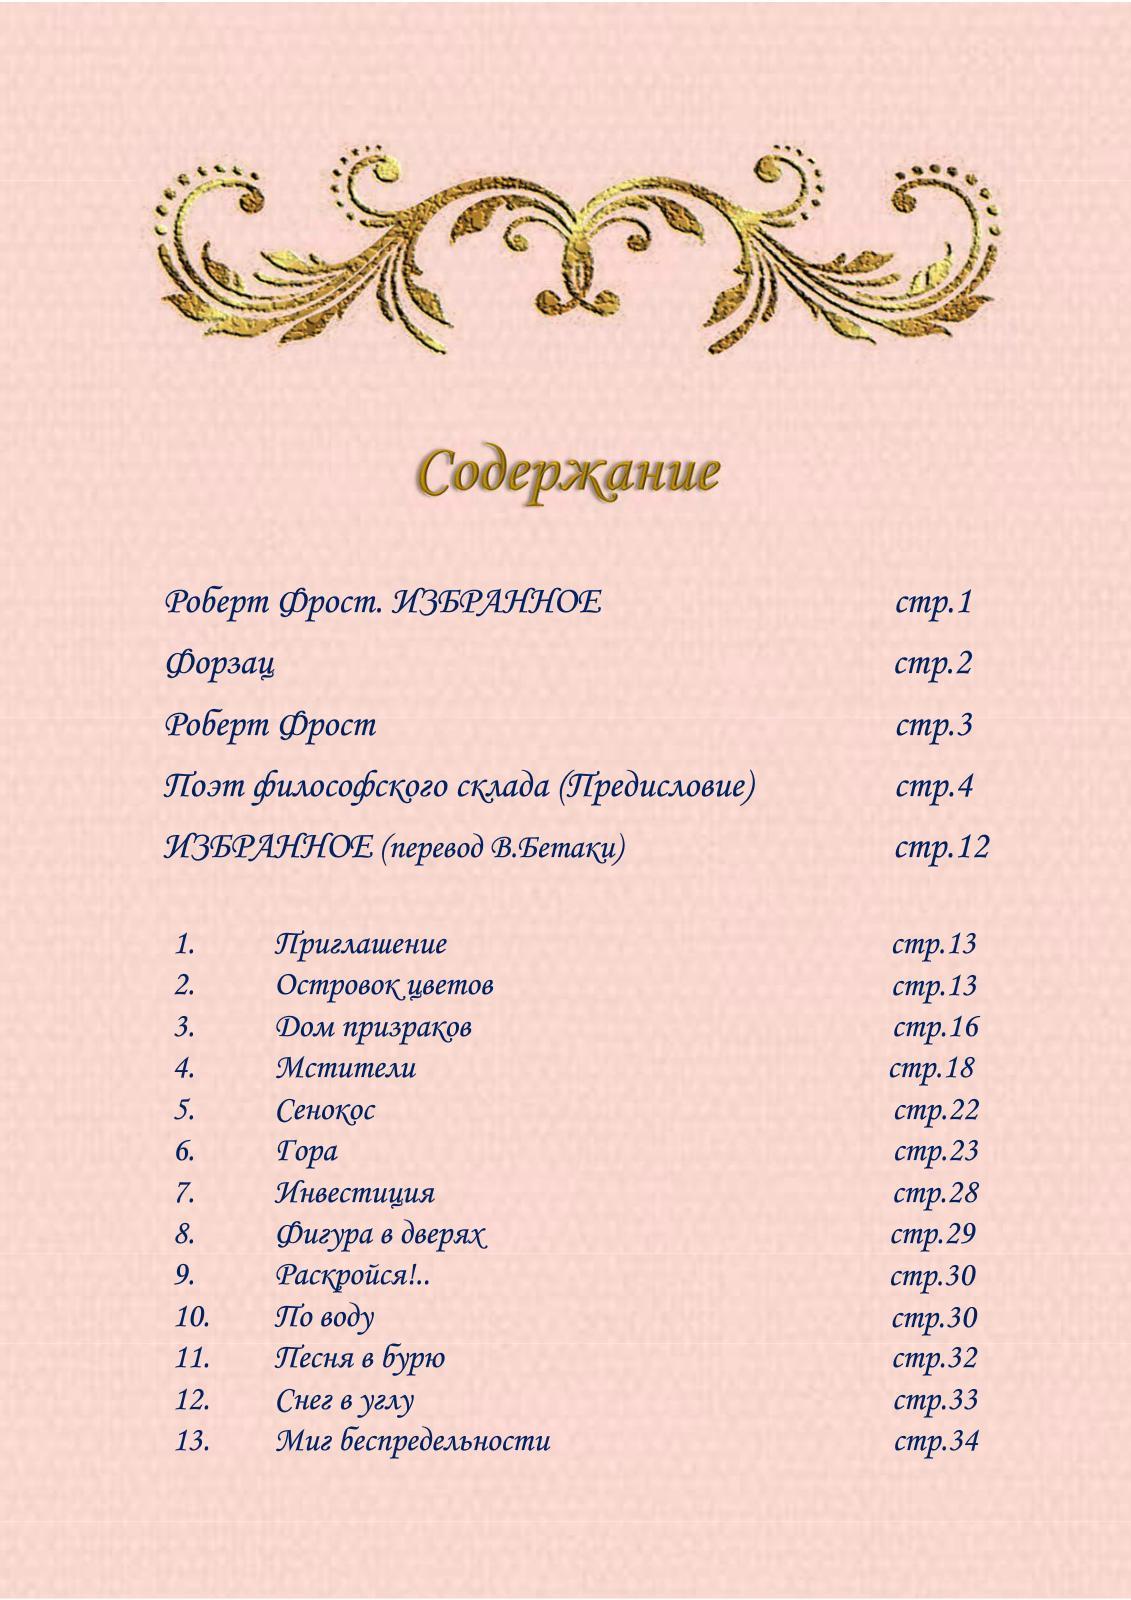 Содержание
Роберт Фрост. ИЗБРАННОЕ стр.1
Форзац стр.2
Роберт Фрост стр.3
Поэт философского склада (Предисловие) стр.4
ИЗБРАННОЕ (перевод В.Бетаки) стр.12
1. Приглашение стр.13
2. Островок цветов стр.13
3. Дом призраков стр.16
4. Мстители стр.18
5. Сенокос стр.22
6. Гора стр.23
7. Инвестиция стр.28
8. Фигура в дверях стр.29
9. Раскройся!.. стр.30
10. По воду стр.30
11. Песня в бурю стр.32
12. Снег в углу стр.33
13. Миг беспредельности стр.34